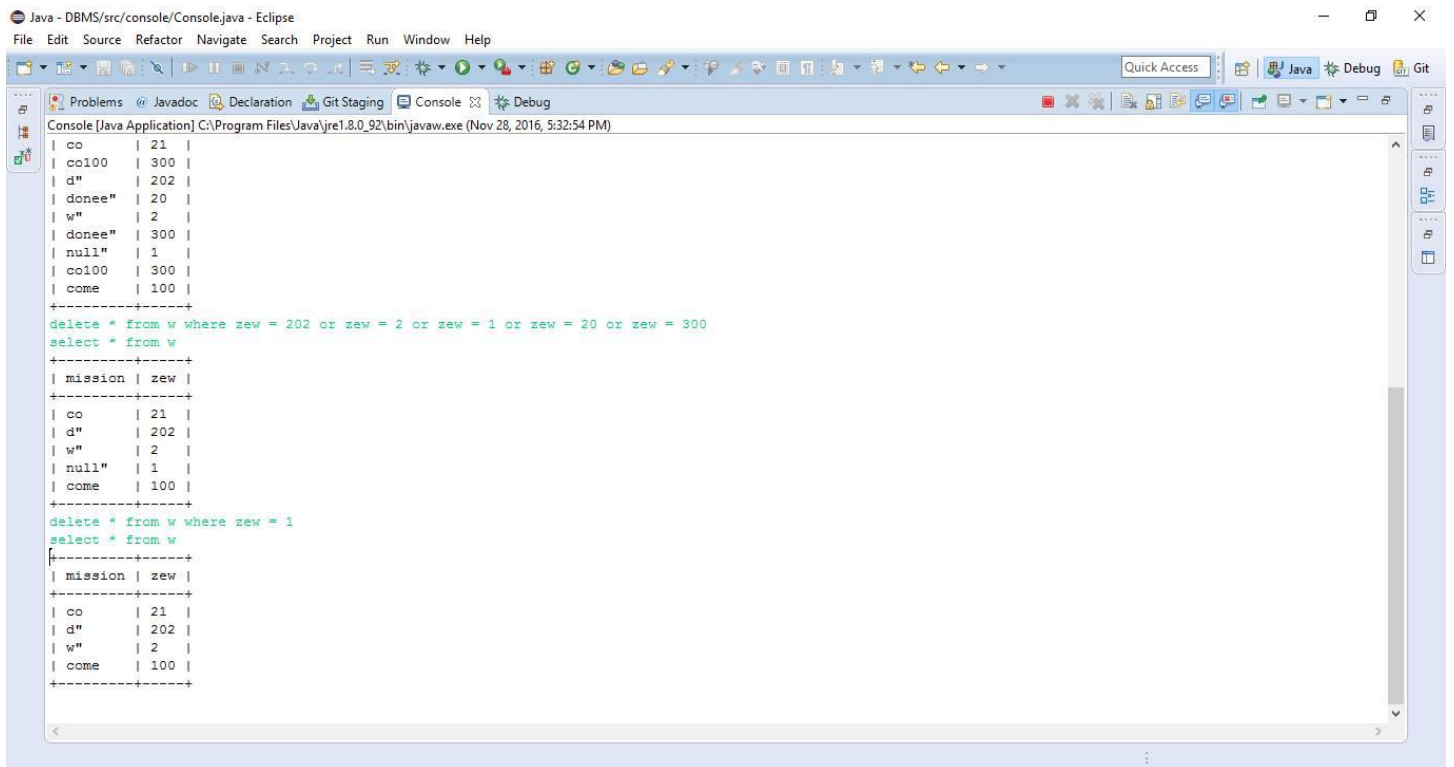 Java - DBMS/src/console/Console.java - Eclipse
File Edit Source Refactor Navigate Search Project Run Window Help
Quick Access Java Debug Git
Problems @ Javadoc Declaration Git Staging Console Debug
Console [Java Application] C:\Program Files\Java\jre1.8.0_92\bin\javaw.exe (Nov 28, 2016, 5:32:54 PM)
| co      | 21  |
| co100   | 300 |
| d"      | 202 |
| donee"  | 20  |
| w"      | 2   |
| donee"  | 300 |
| null"   | 1   |
| co100   | 300 |
| come    | 100 |
+---------+-----+
delete * from w where zew = 202 or zew = 2 or zew = 1 or zew = 20 or zew = 300
select * from w
+---------+-----+
| mission | zew |
+---------+-----+
| co      | 21  |
| d"      | 202 |
| w"      | 2   |
| null"   | 1   |
| come    | 100 |
+---------+-----+
delete * from w where zew = 1
select * from w
+---------+-----+
| mission | zew |
+---------+-----+
| co      | 21  |
| d"      | 202 |
| w"      | 2   |
| come    | 100 |
+---------+-----+